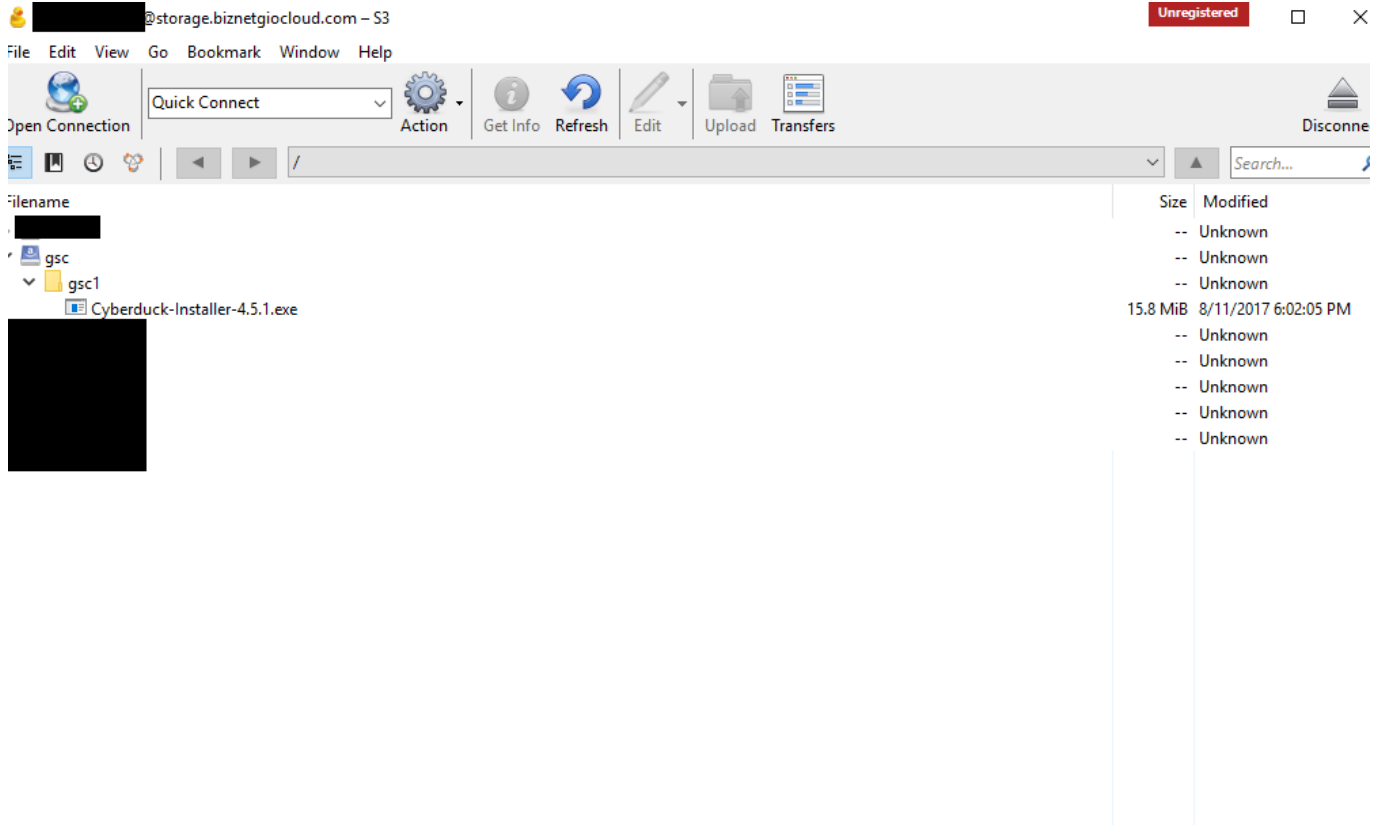 @storage.biznetgiocloud.com – S3 Unregistered
File Edit View Go Bookmark Window Help
Quick Connect
Open Connection Action Get Info Refresh Edit Upload Transfers Disconne
/ Search...
Filename Size Modified
-- Unknown
gsc -- Unknown
gsc1 -- Unknown
Cyberduck-Installer-4.5.1.exe 15.8 MiB 8/11/2017 6:02:05 PM
-- Unknown
-- Unknown
-- Unknown
-- Unknown
-- Unknown